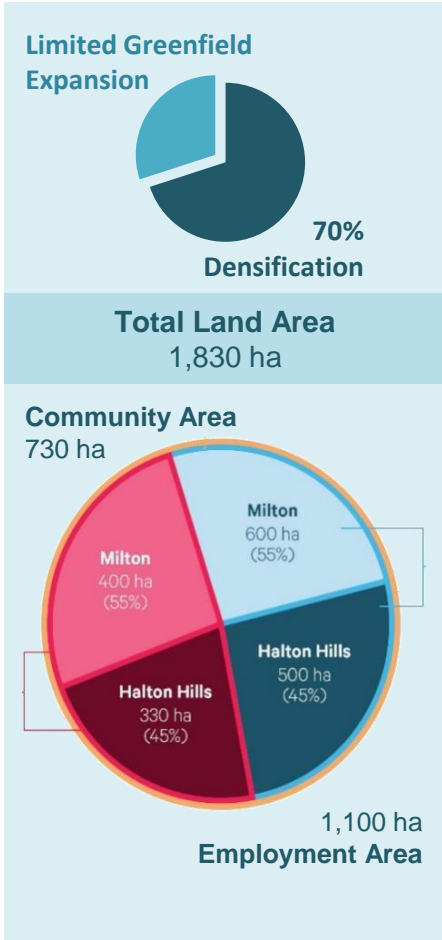 Limited Greenfield
Expansion
70%
Densification
Total Land Area
1,830 ha
Community Area
730 ha
Milton
600 ha
(55%)
Milton
400 ha
(55%)
Halton Hills
500 ha
(45%)
Halton Hills
330 ha
(45%)
1,100 ha
Employment Area